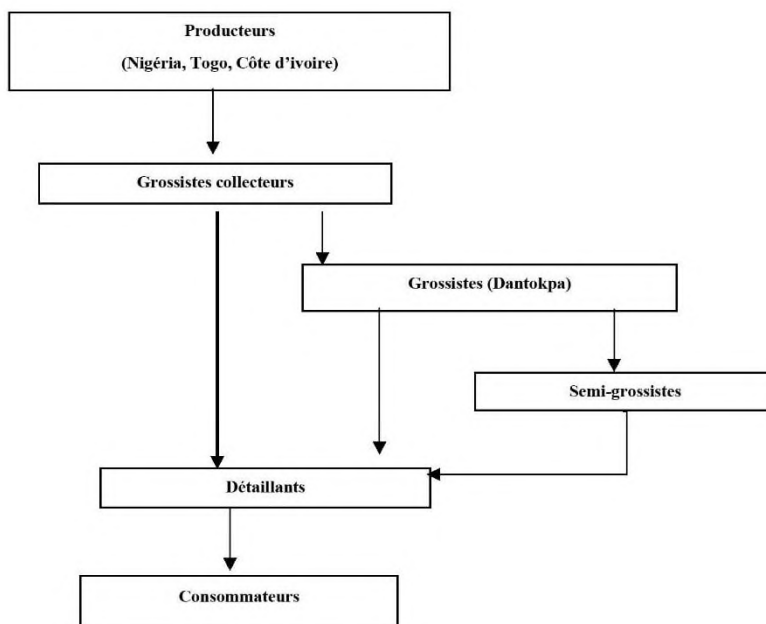 Producteurs
(Nigéria, Togo, Côte d'ivoire)
Grossistes collecteurs
Grossistes (Dantokpa)
Semi-grossistes
Détaillants
Consommateurs